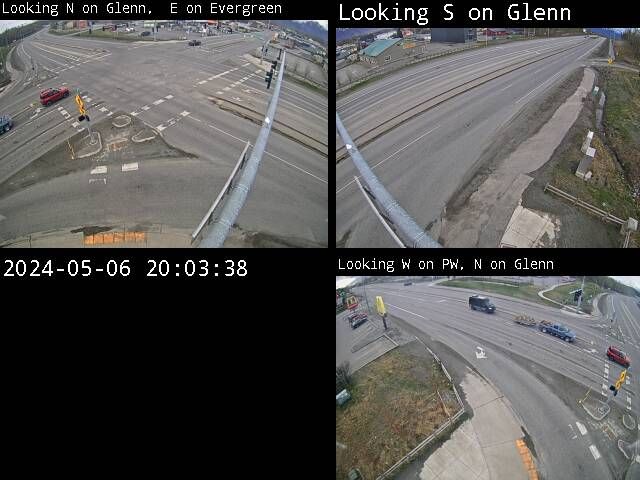 Looking N on Glenn,  E on Evergreen
Looking S on Glenn
2024-05-06 20:03:38
Looking W on PW, N on Glenn